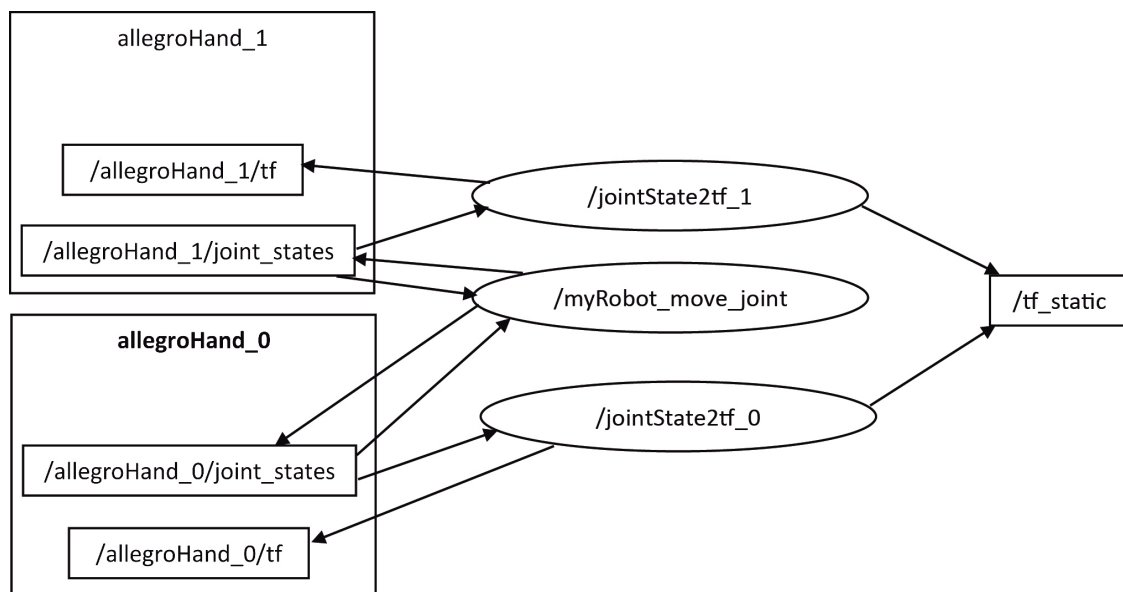 allegroHand_1
/allegroHand_1/tf
/jointState2tf_1
/allegroHand_1/joint_states
/myRobot_move_joint
/tf_static
allegroHand_0
/jointState2tf_0
/allegroHand_0/joint_states
/allegroHand_0/tf